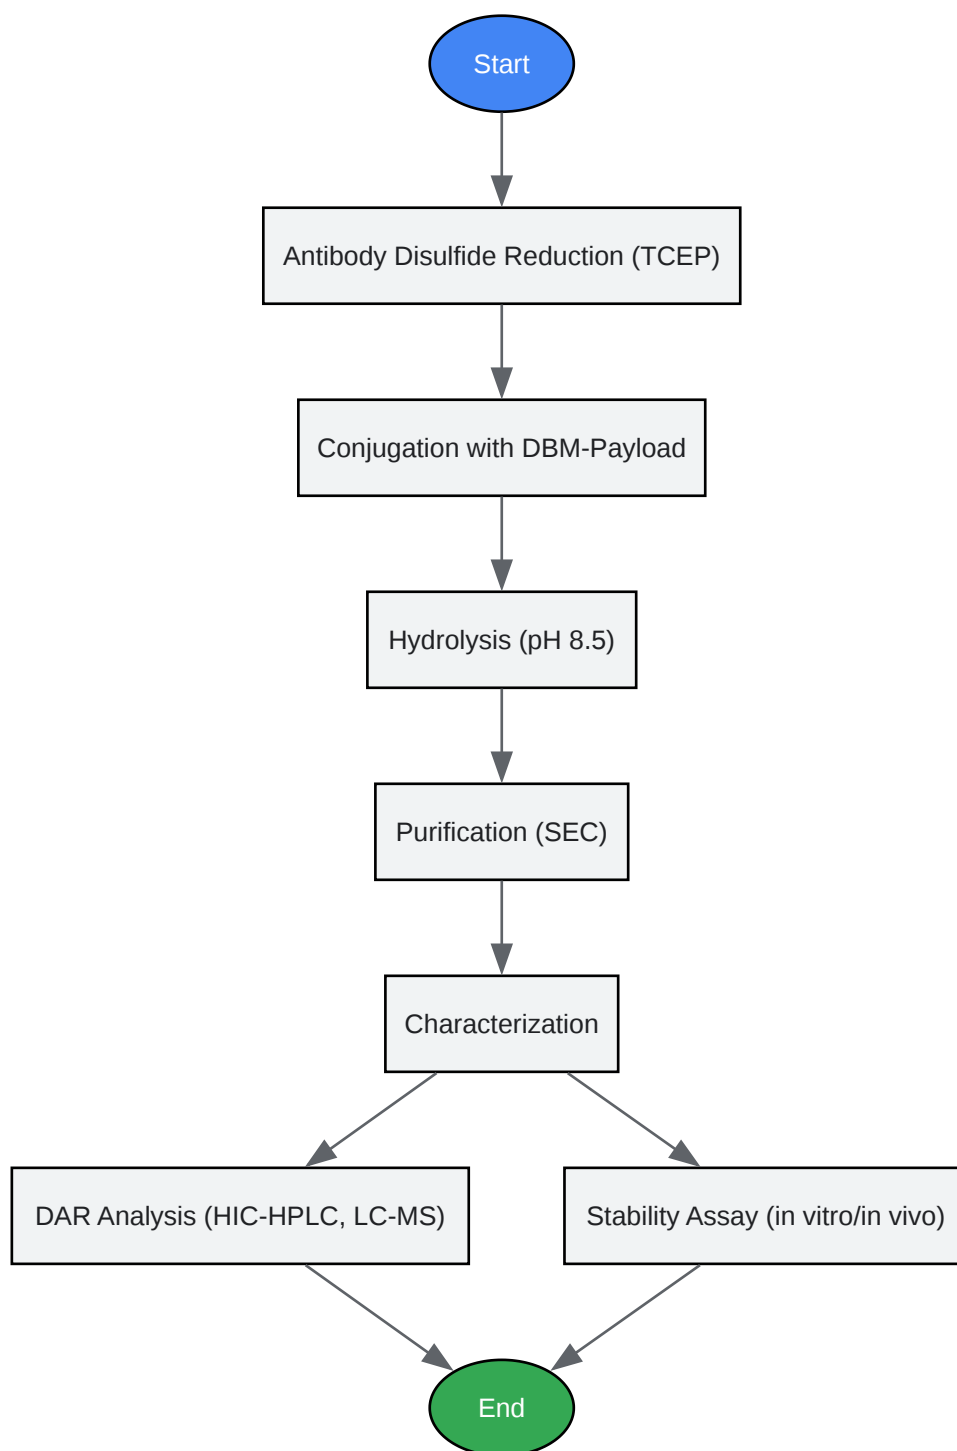 Start
Antibody Disulfide Reduction (TCEP)
Conjugation with DBM-Payload
Hydrolysis (pH 8.5)
Purification (SEC)
Characterization
DAR Analysis (HIC-HPLC, LC-MS)
Stability Assay (in vitro/in vivo)
End